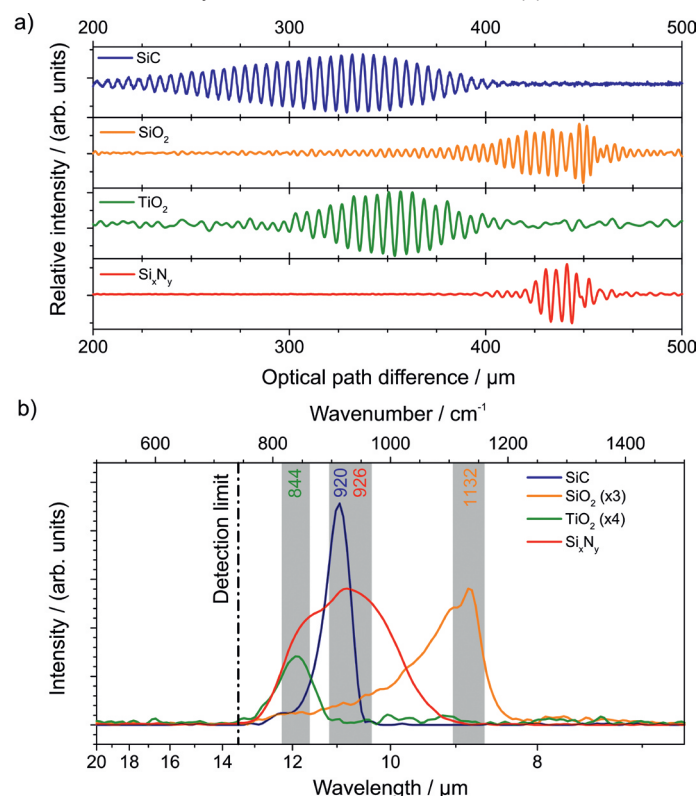 a)
200 300 400 500
SiC
SiO2
TiO2
SixNy
Relative intensity / (arb. units)
200 300 400 500
Optical path difference / µm
b)
Wavenumber / cm-1
600 800 1000 1200 1400
Detection limit
844
920
926
1132
SiC
SiO2 (x3)
TiO2 (x4)
SixNy
Intensity / (arb. units)
20 18 16 14 12 10 8
Wavelength / µm